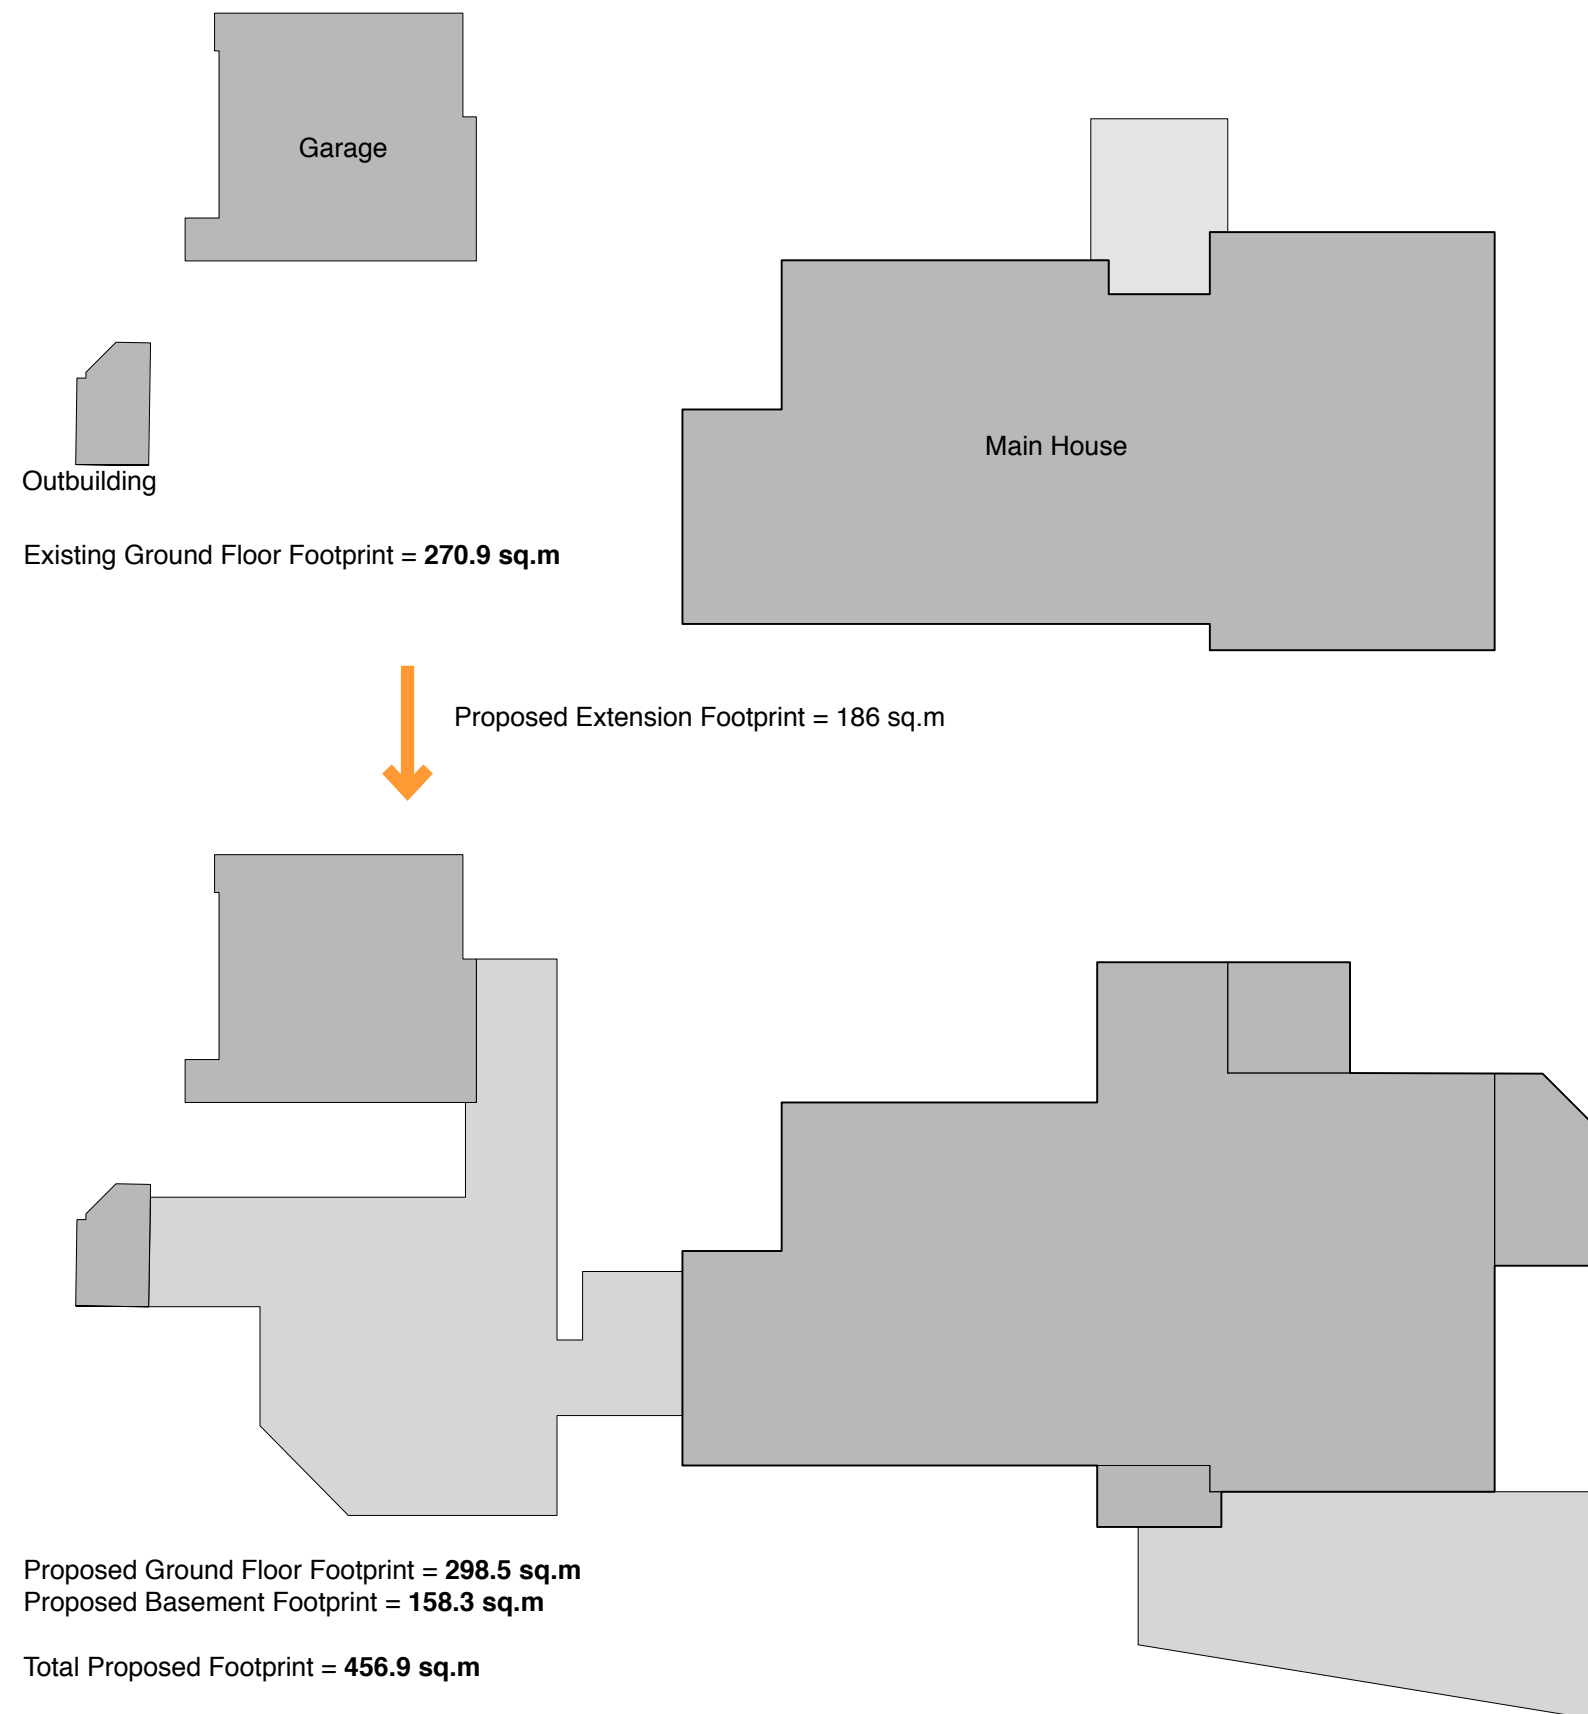 Garage
Main House
Outbuilding
Existing Ground Floor Footprint = 270.9 sq.m
Proposed Extension Footprint = 186 sq.m
Proposed Ground Floor Footprint = 298.5 sq.m
Proposed Basement Footprint = 158.3 sq.m
Total Proposed Footprint = 456.9 sq.m